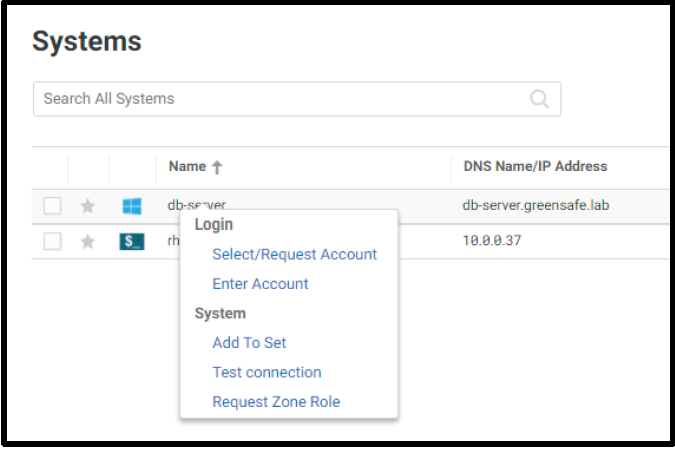 Systems
Search All Systems
Name DNS Name/IP Address
db-server db-server.greensafe.lab
$_ rh 10.0.0.37
Login
Select/Request Account
Enter Account
System
Add To Set
Test connection
Request Zone Role